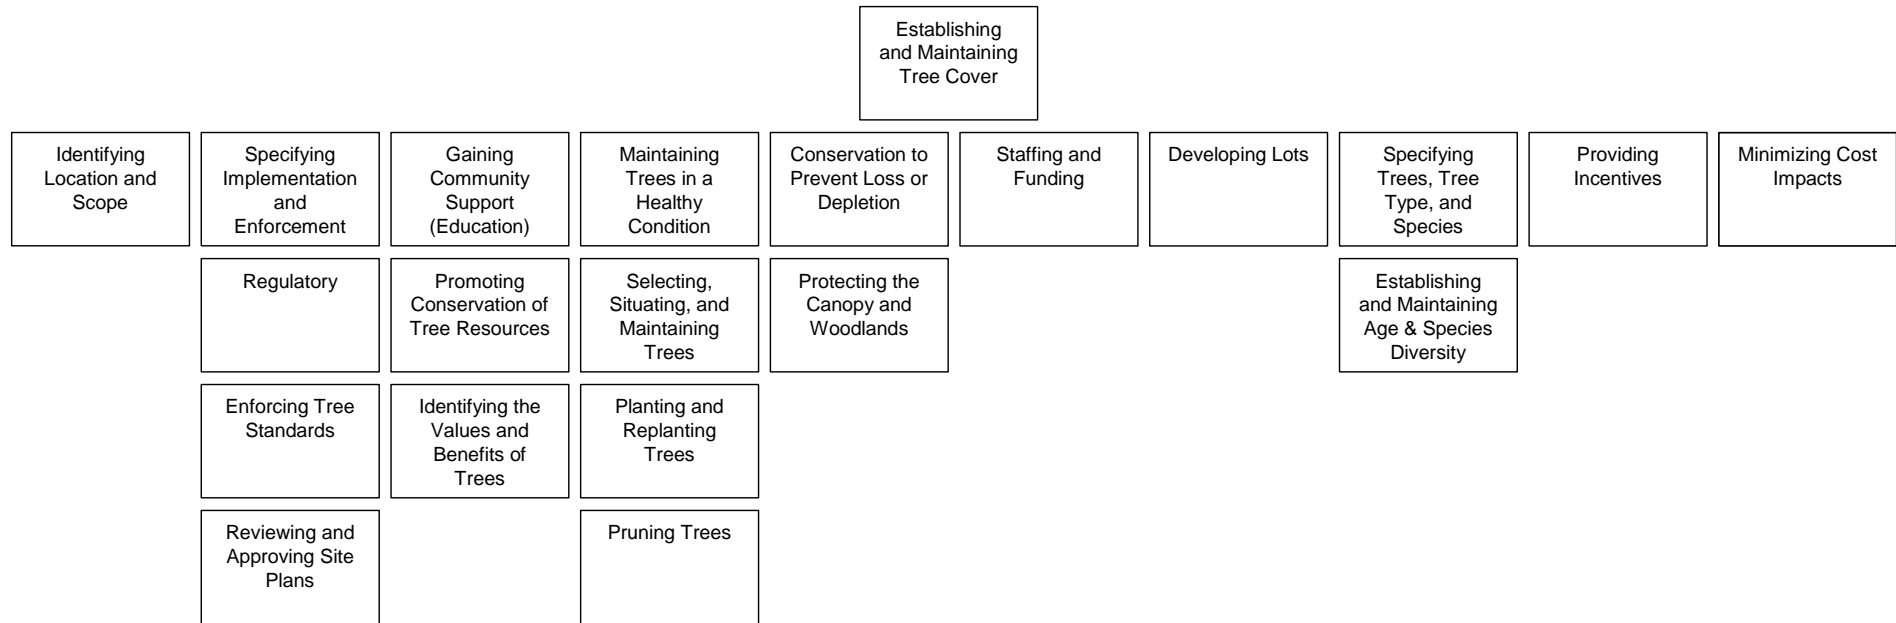 Establishing
and Maintaining
Tree Cover
Identifying
Location and
Scope
Specifying
Implementation
and
Enforcement
Gaining
Community
Support
(Education)
Maintaining
Trees in a
Healthy
Condition
Conservation to
Prevent Loss or
Depletion
Staffing and
Funding
Developing Lots
Specifying
Trees, Tree
Type, and
Species
Providing
Incentives
Minimizing Cost
Impacts
Regulatory
Promoting
Conservation of
Tree Resources
Selecting,
Situating, and
Maintaining
Trees
Protecting the
Canopy and
Woodlands
Establishing
and Maintaining
Age & Species
Diversity
Enforcing Tree
Standards
Identifying the
Values and
Benefits of
Trees
Planting and
Replanting
Trees
Reviewing and
Approving Site
Plans
Pruning Trees